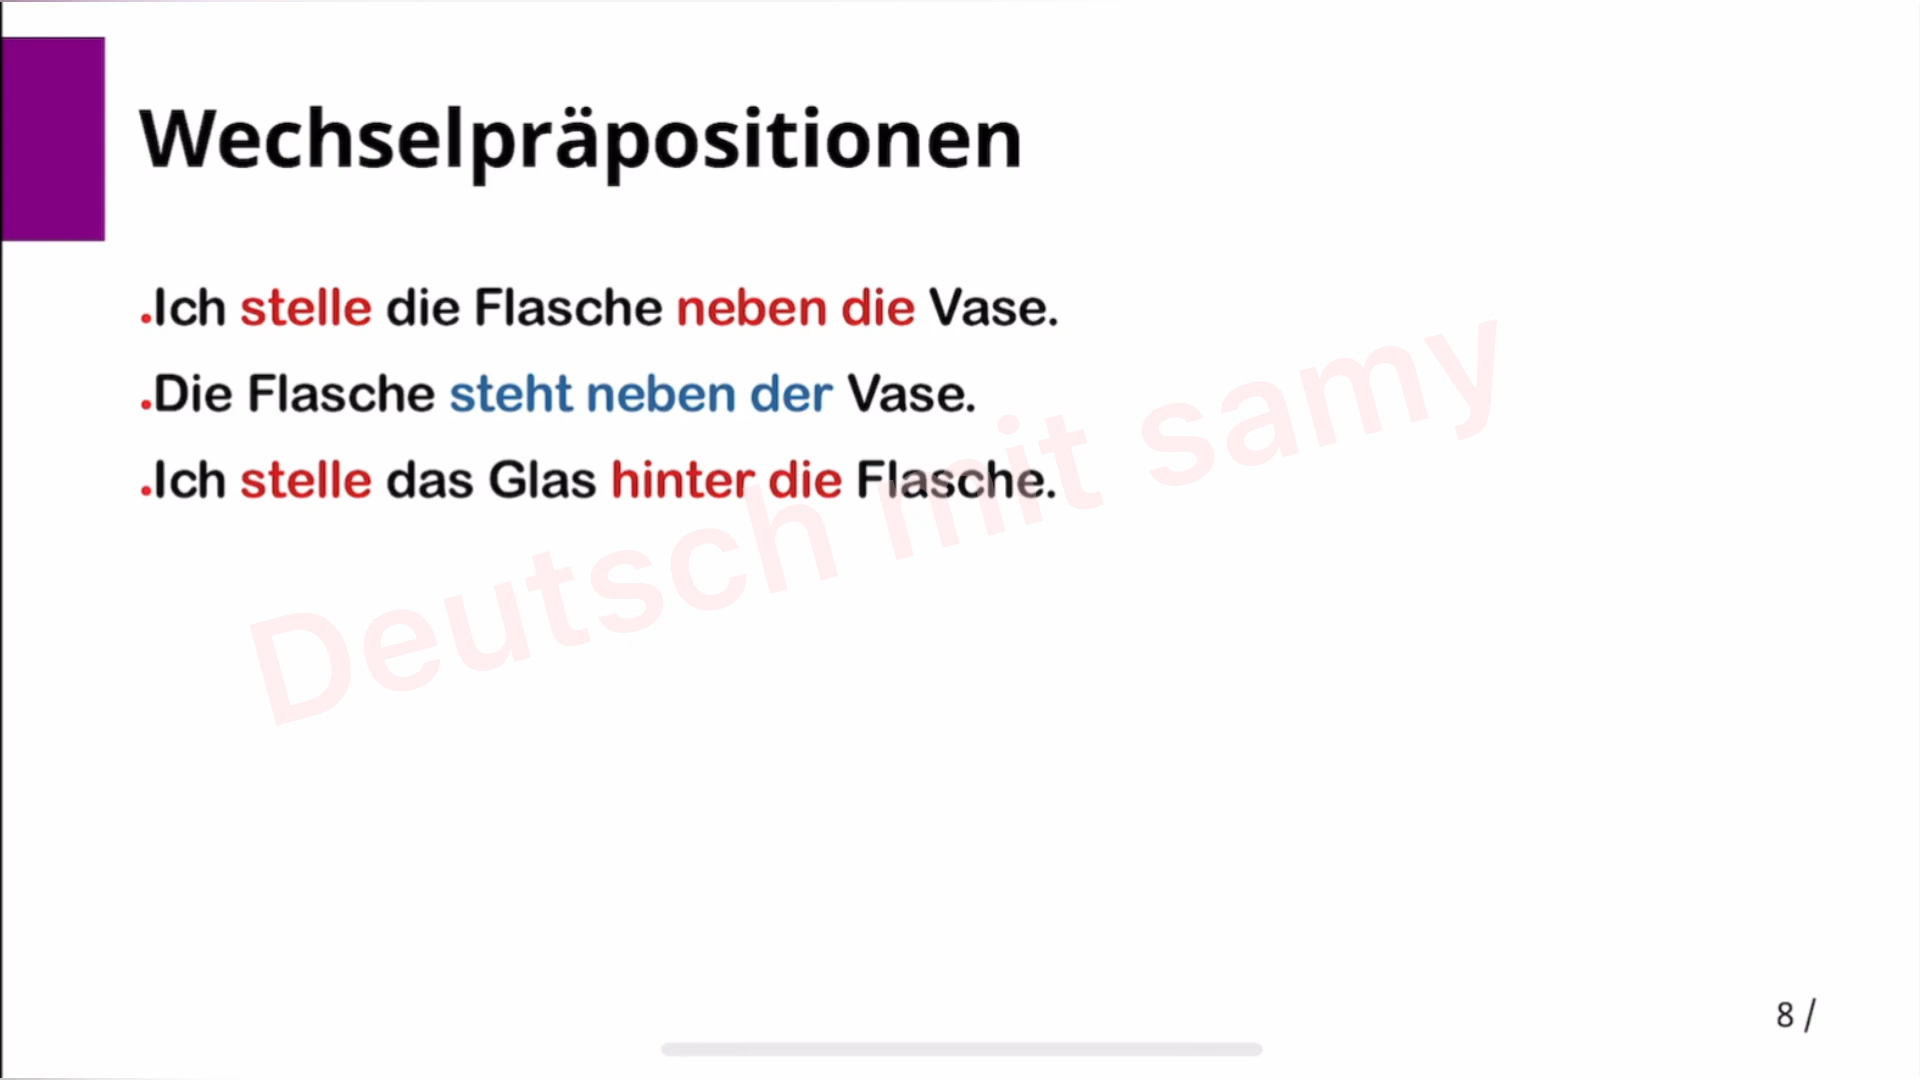 Wechselpräpositionen
.Ich stelle die Flasche neben die Vase.
.Die Flasche steht neben der Vase.
.Ich stelle das Glas hinter die Flasche.
Deutsch mit samy
8 /